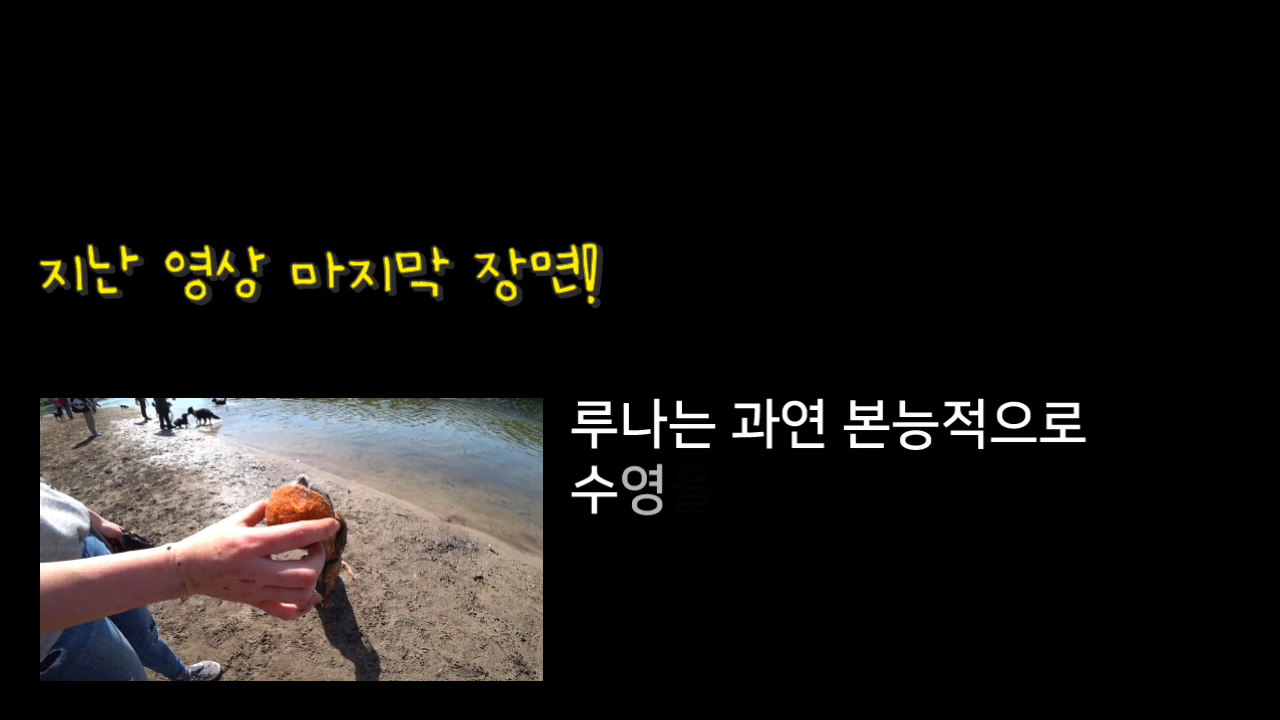 지난 영상 마지막 장면!
루나는 과연 본능적으로
수영을